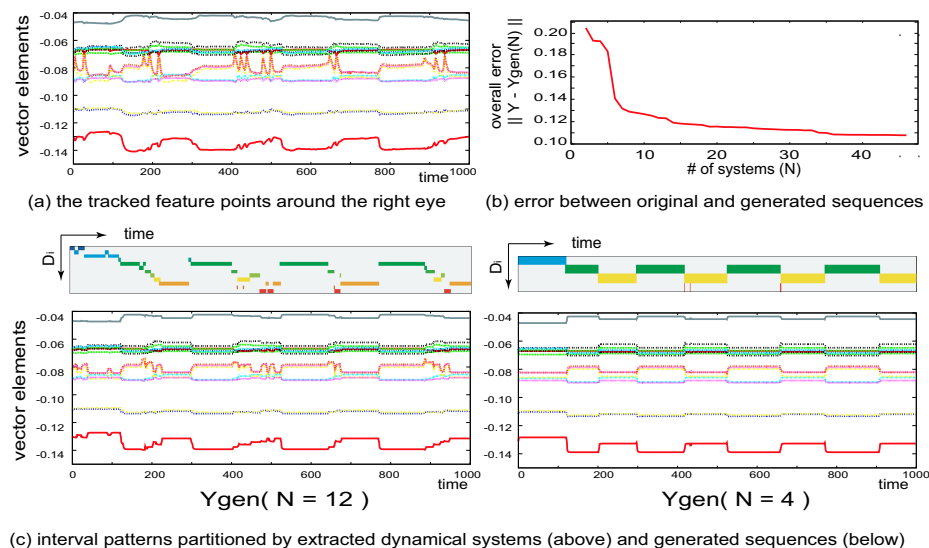 -0.04
-0.06
-0.08
-0.10
-0.12
-0.14
vector elements
0 200 400 600 800 1000
time
(a) the tracked feature points around the right eye
0.20
0.18
0.16
0.14
0.12
0.10
overall error
|| Y - Ygen(N) ||
0 10 20 30 40 50
# of systems (N)
(b) error between original and generated sequences
time
Di
time
Di
-0.04
-0.06
-0.08
-0.10
-0.12
-0.14
vector elements
0 200 400 600 800 1000
time
Ygen( N = 12 )
-0.04
-0.06
-0.08
-0.10
-0.12
-0.14
0 200 400 600 800 1000
time
Ygen( N = 4 )
(c) interval patterns partitioned by extracted dynamical systems (above) and generated sequences (below)